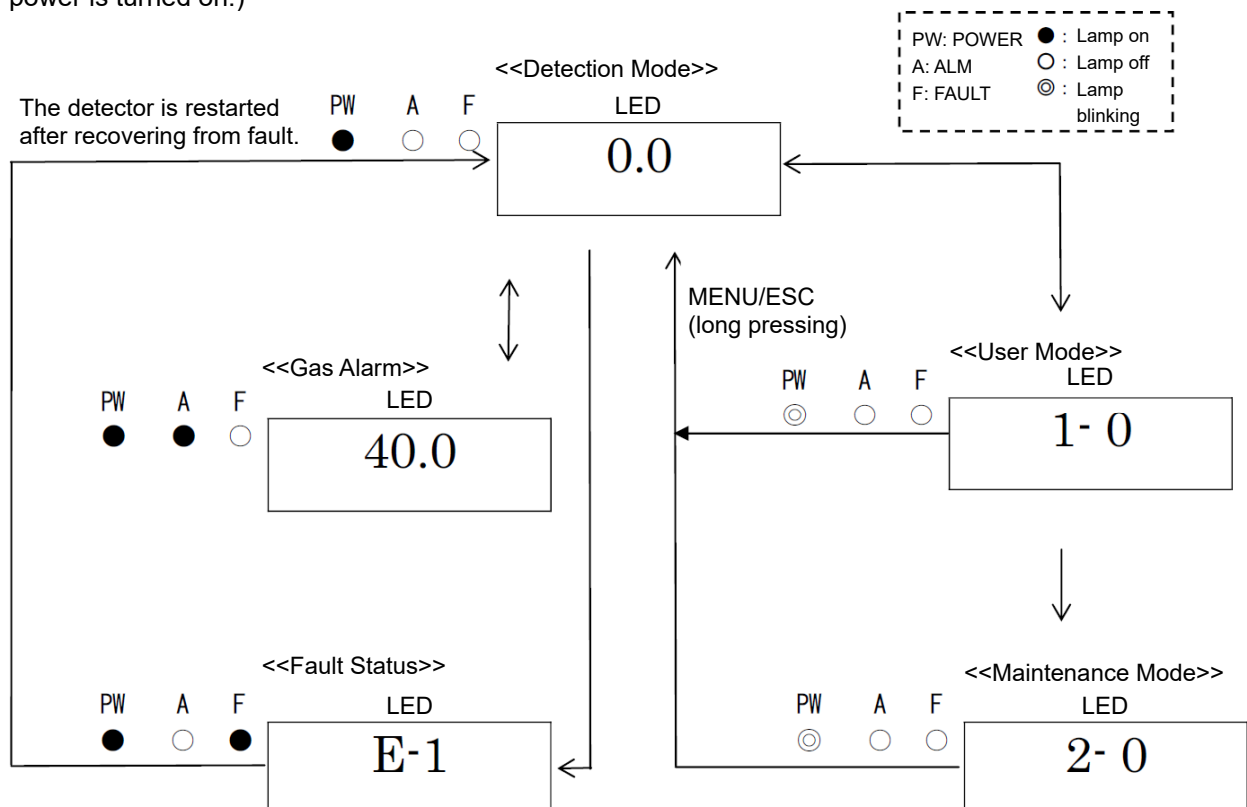 power is turned on.)
PW: POWER ● : Lamp on
A: ALM ○ : Lamp off
F: FAULT ◎ : Lamp
blinking
<<Detection Mode>>
The detector is restarted
after recovering from fault.
PW A F
LED
0.0
MENU/ESC
(long pressing)
<<Gas Alarm>>
PW A F
LED
40.0
<<User Mode>>
PW A F
LED
1- 0
<<Fault Status>>
PW A F
LED
E-1
<<Maintenance Mode>>
PW A F
LED
2- 0